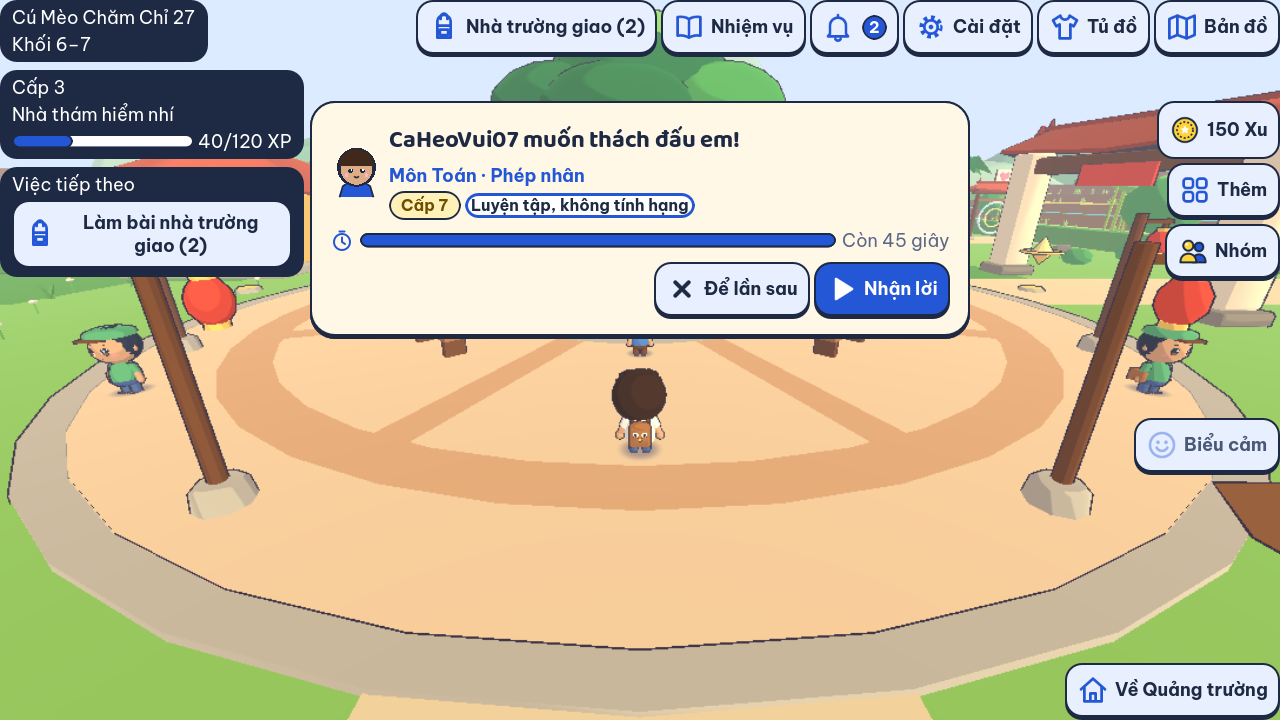 Cú Mèo Chăm Chỉ 27
Khối 6–7
Nhà trường giao (2)
Nhiệm vụ
2
Cài đặt
Tủ đồ
Bản đồ
Cấp 3
Nhà thám hiểm nhí
40/120 XP
Việc tiếp theo
Làm bài nhà trường
giao (2)
CaHeoVui07 muốn thách đấu em!
Môn Toán · Phép nhân
Cấp 7
Luyện tập, không tính hạng
Còn 45 giây
Để lần sau
Nhận lời
150 Xu
Thêm
Nhóm
Biểu cảm
Về Quảng trường